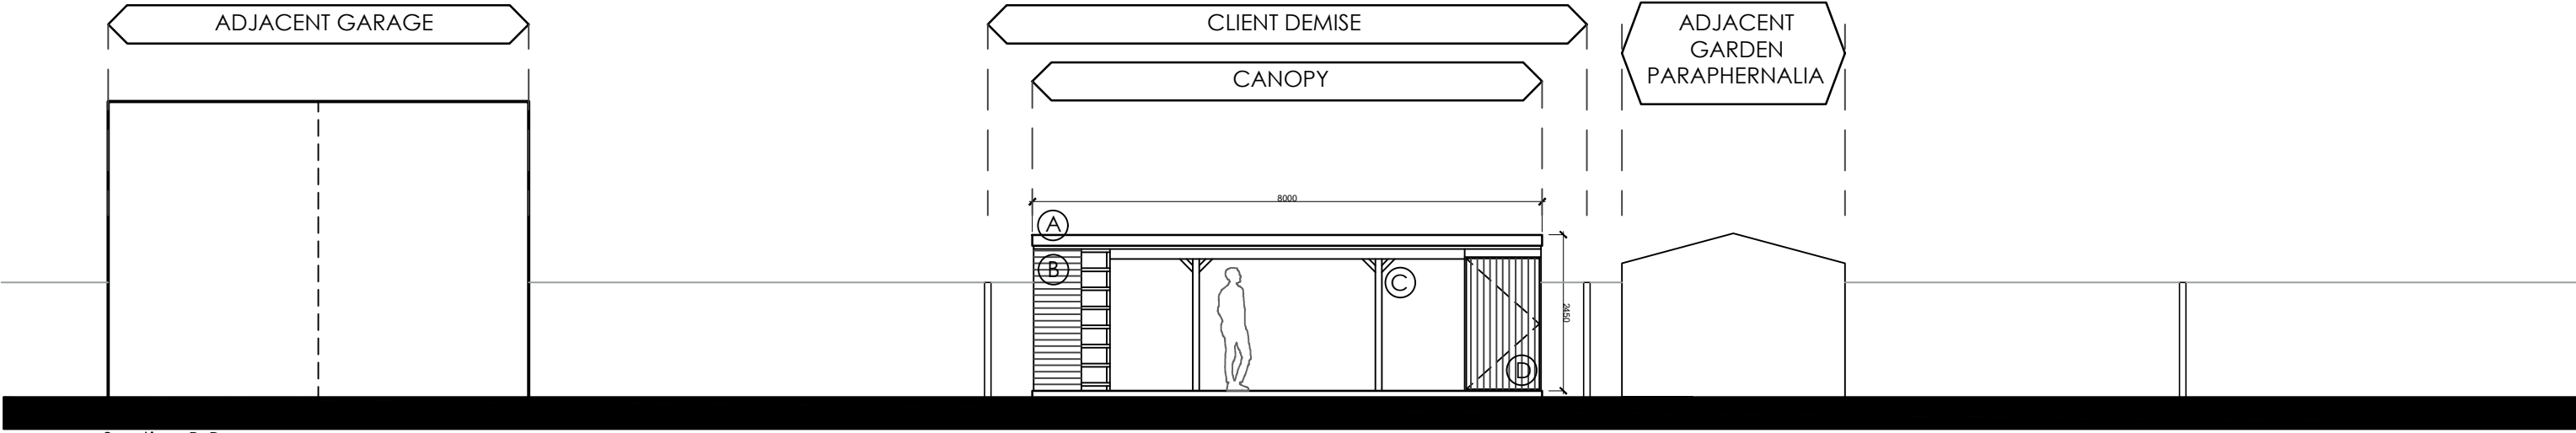 ADJACENT GARAGE
CLIENT DEMISE
ADJACENT
GARDEN
PARAPHERNALIA
CANOPY
8000
A
B
C
2450
D